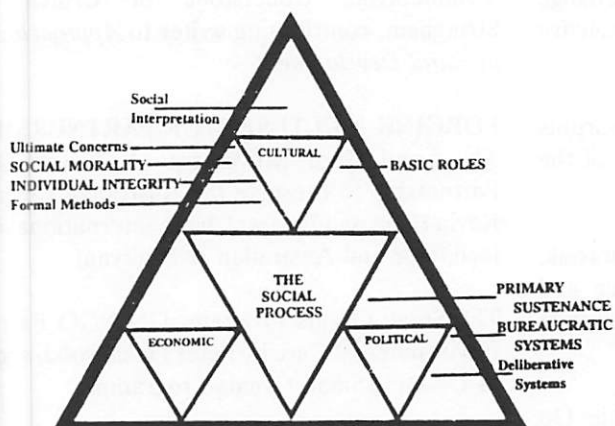 Social
Interpretation
Ultimate Concerns
SOCIAL MORALITY
INDIVIDUAL INTEGRITY
Formal Methods
CULTURAL
BASIC ROLES
THE
SOCIAL
PROCESS
PRIMARY
SUSTENANCE
BUREAUCRATIC
SYSTEMS
Deliberative
Systems
ECONOMIC
POLITICAL